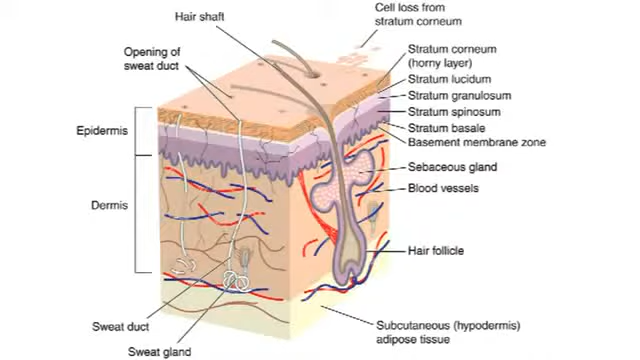 Cell loss from
stratum corneum
Hair shaft
Opening of
sweat duct
Stratum corneum
(horny layer)
Stratum lucidum
Stratum granulosum
Stratum spinosum
Stratum basale
Basement membrane zone
Epidermis
Sebaceous gland
Blood vessels
Dermis
Hair follicle
Sweat duct
Sweat gland
Subcutaneous (hypodermis)
adipose tissue